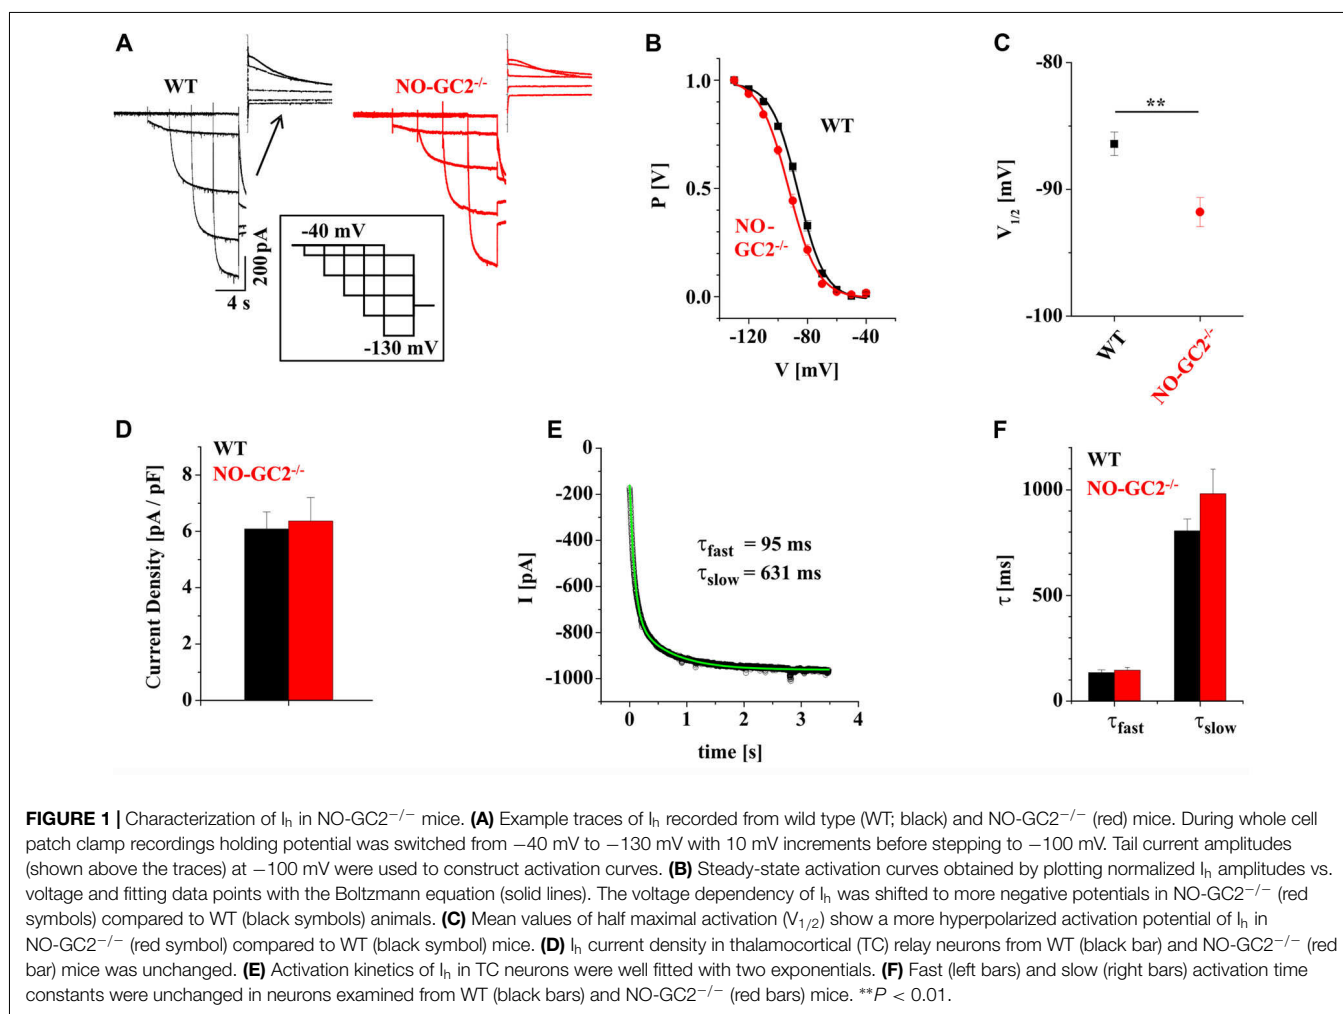 A
WT
NO-GC2-/-
-40 mV
-130 mV
200 pA
4 s
B
P [V]
1.0
0.5
0.0
WT
NO-
GC2-/-
-120
-80
-40
V [mV]
C
V1/2 [mV]
-80
-90
-100
**
WT
NO-GC2-/-
D
WT
NO-GC2-/-
Current Density [pA / pF]
8
6
4
2
0
E
I [pA]
0
-200
-400
-600
-800
-1000
τfast = 95 ms
τslow = 631 ms
0
1
2
3
4
time [s]
F
WT
NO-GC2-/-
τ [ms]
1000
500
0
τfast
τslow
FIGURE 1 | Characterization of Ih in NO-GC2−/− mice. (A) Example traces of Ih recorded from wild type (WT; black) and NO-GC2−/− (red) mice. During whole cell
patch clamp recordings holding potential was switched from −40 mV to −130 mV with 10 mV increments before stepping to −100 mV. Tail current amplitudes
(shown above the traces) at −100 mV were used to construct activation curves. (B) Steady-state activation curves obtained by plotting normalized Ih amplitudes vs.
voltage and fitting data points with the Boltzmann equation (solid lines). The voltage dependency of Ih was shifted to more negative potentials in NO-GC2−/− (red
symbols) compared to WT (black symbols) animals. (C) Mean values of half maximal activation (V1/2) show a more hyperpolarized activation potential of Ih in
NO-GC2−/− (red symbol) compared to WT (black symbol) mice. (D) Ih current density in thalamocortical (TC) relay neurons from WT (black bar) and NO-GC2−/− (red
bar) mice was unchanged. (E) Activation kinetics of Ih in TC neurons were well fitted with two exponentials. (F) Fast (left bars) and slow (right bars) activation time
constants were unchanged in neurons examined from WT (black bars) and NO-GC2−/− (red bars) mice. **P < 0.01.